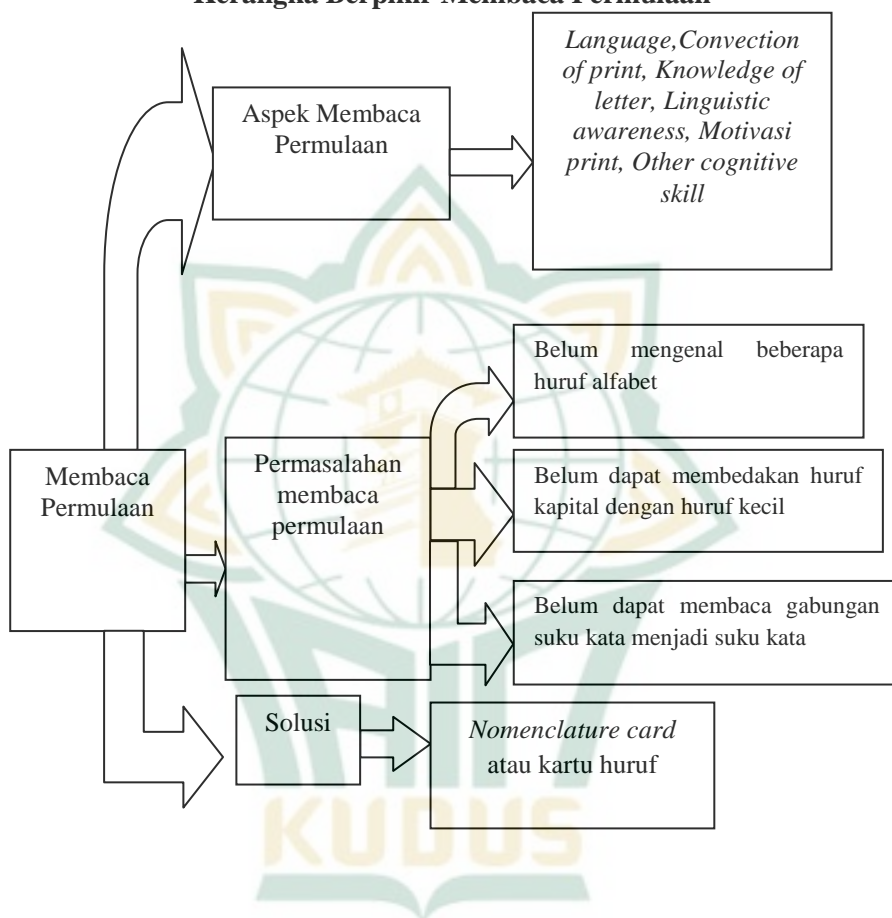 Kerangka Berpikir Membaca Permulaan
Language,Convection
of print, Knowledge of
letter, Linguistic
awareness, Motivasi
print, Other cognitive
skill
Aspek Membaca
Permulaan
Belum mengenal beberapa
huruf alfabet
Membaca
Permulaan
Permasalahan
membaca
permulaan
Belum dapat membedakan huruf
kapital dengan huruf kecil
Belum dapat membaca gabungan
suku kata menjadi suku kata
Solusi
Nomenclature card
atau kartu huruf
KUDUS